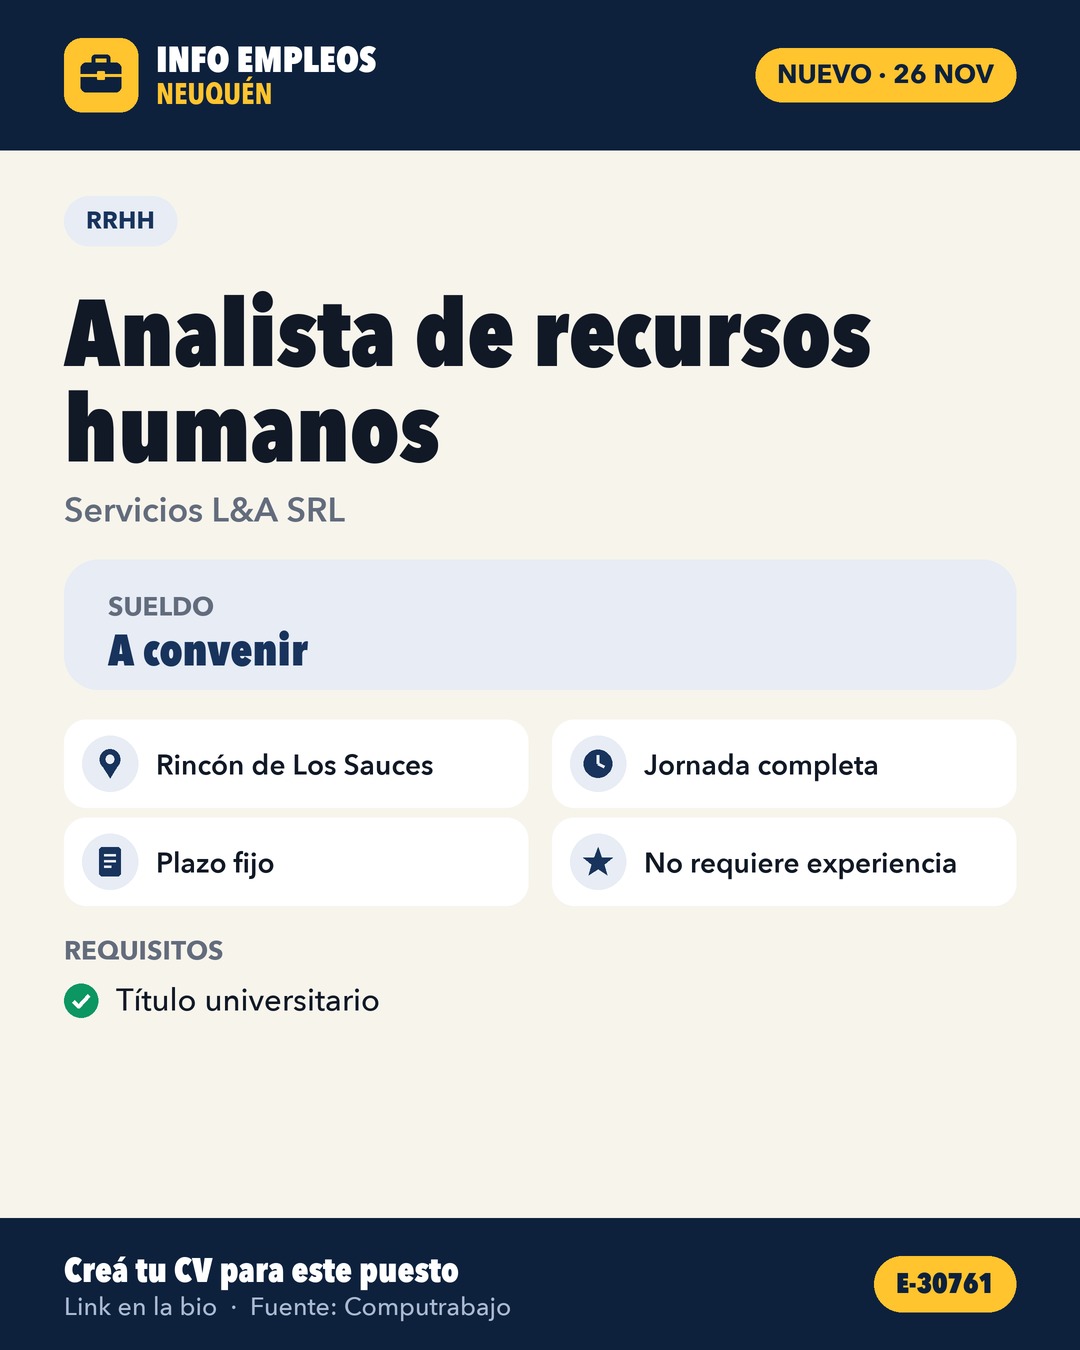 INFO EMPLEOS
NEUQUÉN
NUEVO · 26 NOV
RRHH
Analista de recursos
humanos
Servicios L&A SRL
SUELDO
A convenir
Rincón de Los Sauces
Jornada completa
Plazo fijo
No requiere experiencia
REQUISITOS
Título universitario
Creá tu CV para este puesto
Link en la bio · Fuente: Computrabajo
E-30761